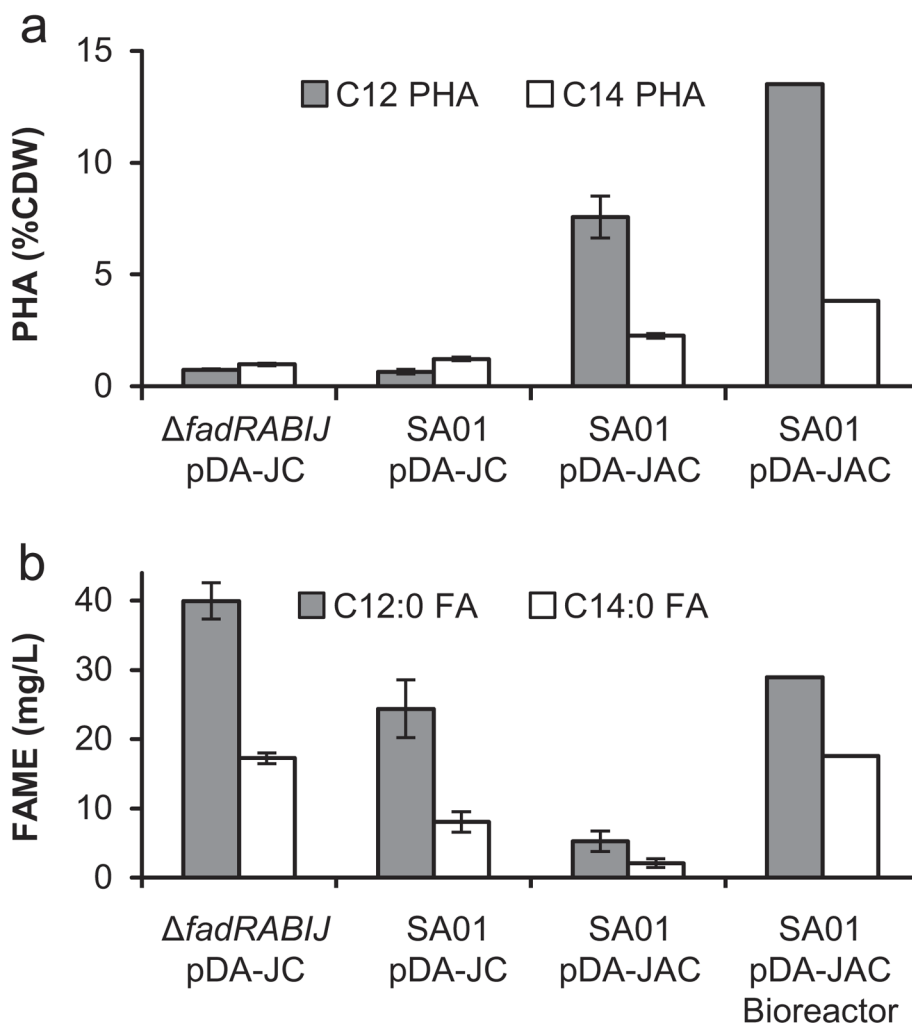 a
15
C12 PHA C14 PHA
10
5
0
PHA (%CDW)
ΔfadRABIJ SA01 SA01 SA01
pDA-JC pDA-JC pDA-JAC pDA-JAC
b
40
C12:0 FA C14:0 FA
30
20
10
0
FAME (mg/L)
ΔfadRABIJ SA01 SA01 SA01
pDA-JC pDA-JC pDA-JAC pDA-JAC
Bioreactor